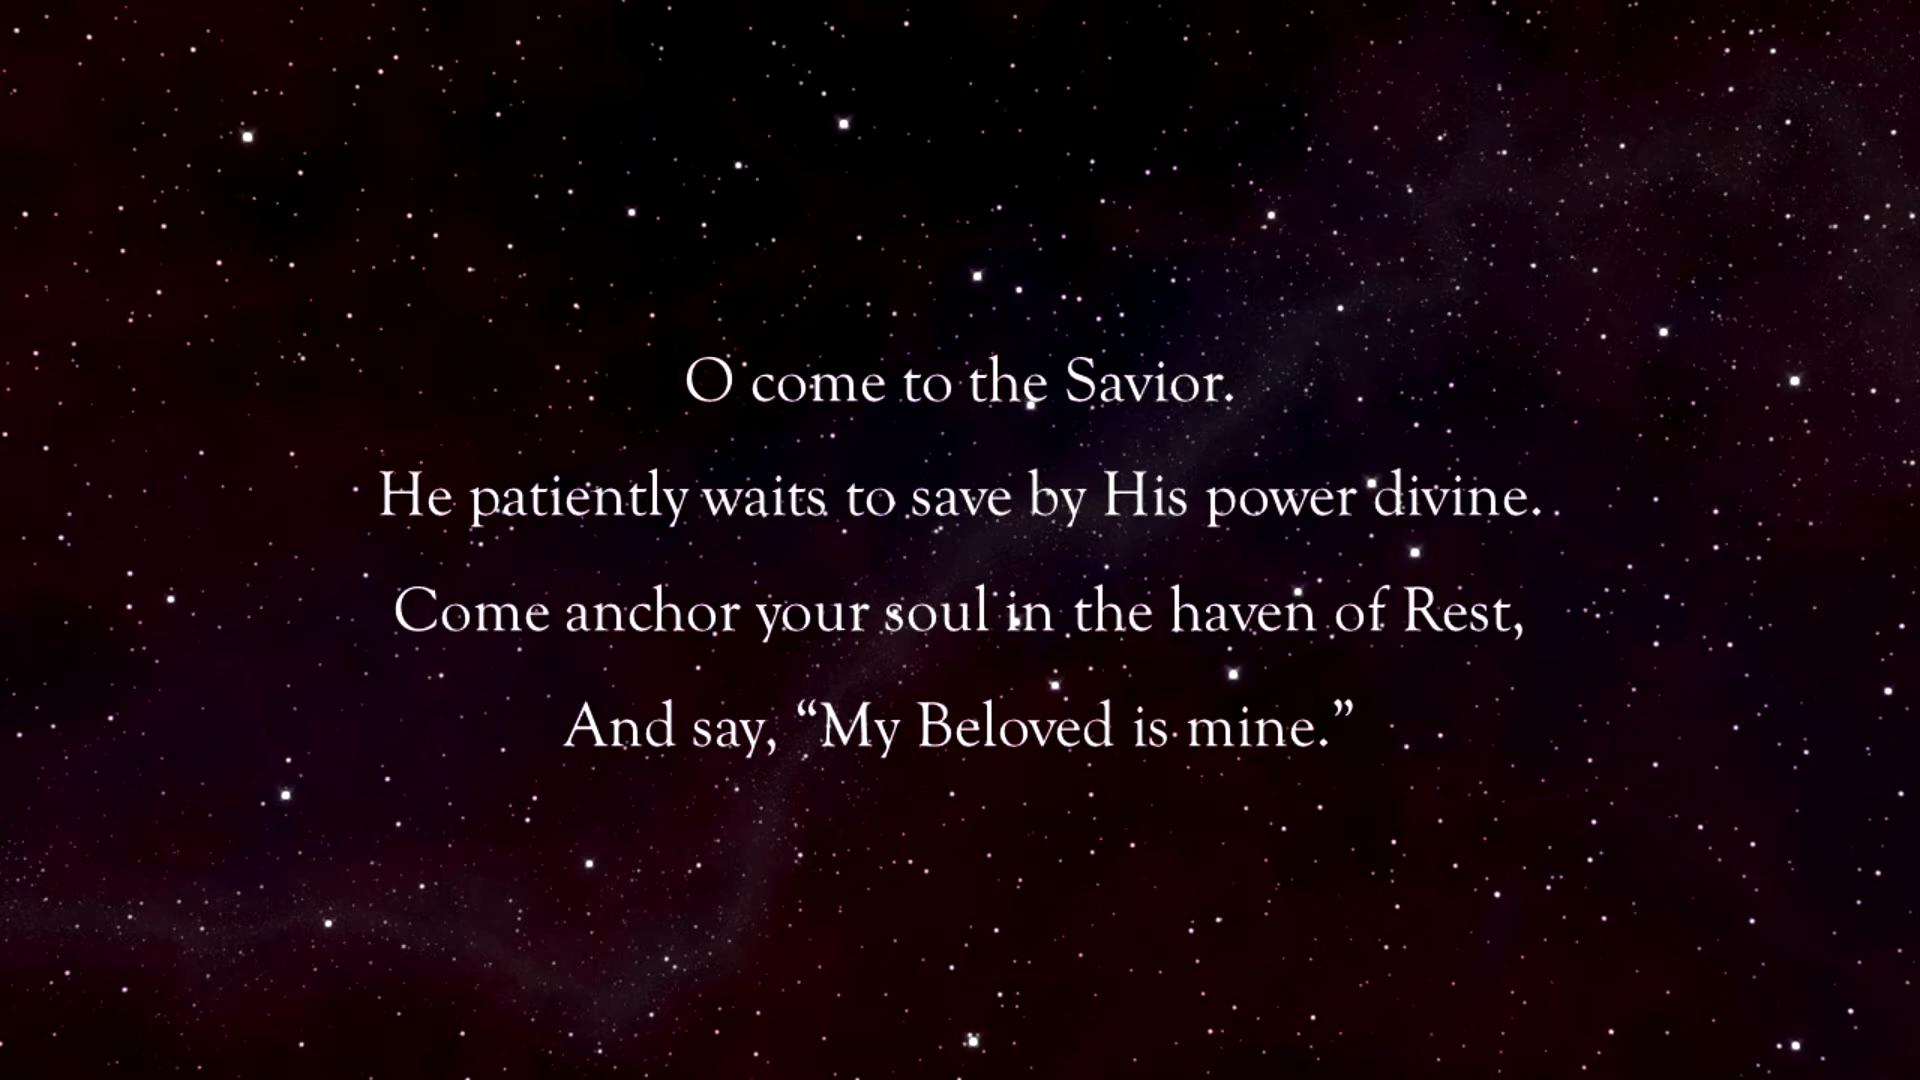 O come to the Savior.
He patiently waits to save by His power divine.
Come anchor your soul in the haven of Rest,
And say, “My Beloved is mine.”